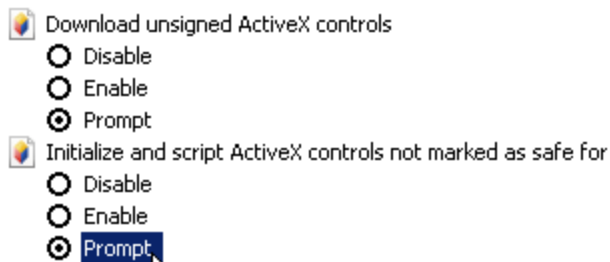 Download unsigned ActiveX controls
Disable
Enable
Prompt
Initialize and script ActiveX controls not marked as safe for
Disable
Enable
Prompt